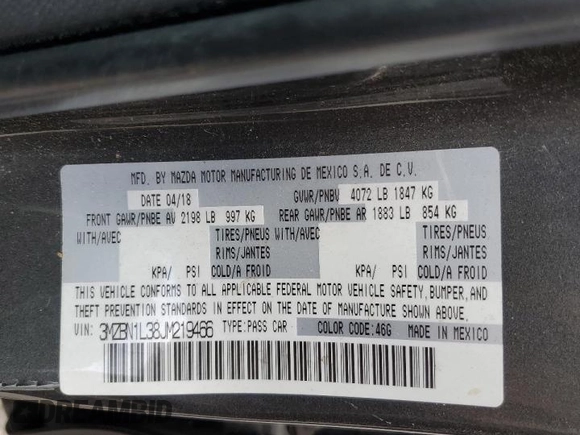 MFD. BY MAZDA MOTOR MANUFACTURING DE MEXICO S.A. DE C.V.
DATE 04/18 GVWR/PNBV 4072 LB 1847 KG
FRONT GAWR/PNBE AV 2198 LB 997 KG REAR GAWR/PNBE AR 1883 LB 854 KG
WITH/AVEC TIRES/PNEUS WITH/AVEC TIRES/PNEUS
RIMS/JANTES RIMS/JANTES
KPA/ PSI COLD/A FROID KPA/ PSI COLD/A FROID
THIS VEHICLE CONFORMS TO ALL APPLICABLE FEDERAL MOTOR VEHICLE SAFETY, BUMPER, AND
THEFT PREVENTION STANDARDS IN EFFECT ON THE DATE OF MANUFACTURE SHOWN ABOVE.
VIN: 3MZBN1L38JM219466 TYPE: PASS CAR COLOR CODE: 46G MADE IN MEXICO
DREAMBID